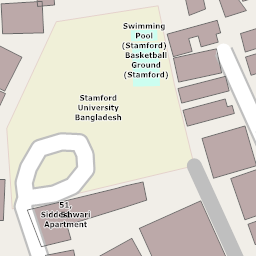 Swimming
Pool
(Stamford)
Basketball
Ground
(Stamford)
Stamford
University
Bangladesh
51,
Siddeshwari
Apartment